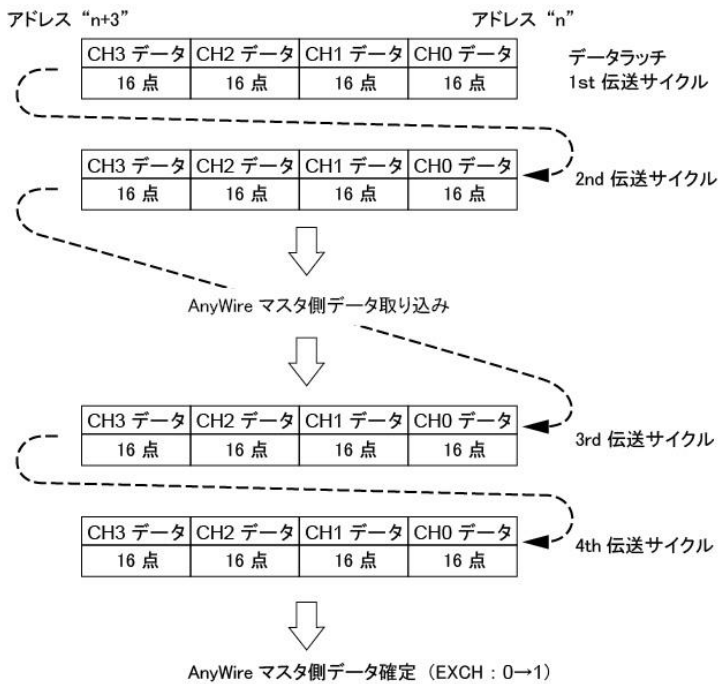 アドレス “n+3” アドレス “n”
CH3 データ CH2 データ CH1 データ CH0 データ データラッチ
16 点 16 点 16 点 16 点 1st 伝送サイクル
CH3 データ CH2 データ CH1 データ CH0 データ
16 点 16 点 16 点 16 点 2nd 伝送サイクル
AnyWire マスタ側データ取り込み
CH3 データ CH2 データ CH1 データ CH0 データ
16 点 16 点 16 点 16 点 3rd 伝送サイクル
CH3 データ CH2 データ CH1 データ CH0 データ
16 点 16 点 16 点 16 点 4th 伝送サイクル
AnyWire マスタ側データ確定 (EXCH : 0→1)